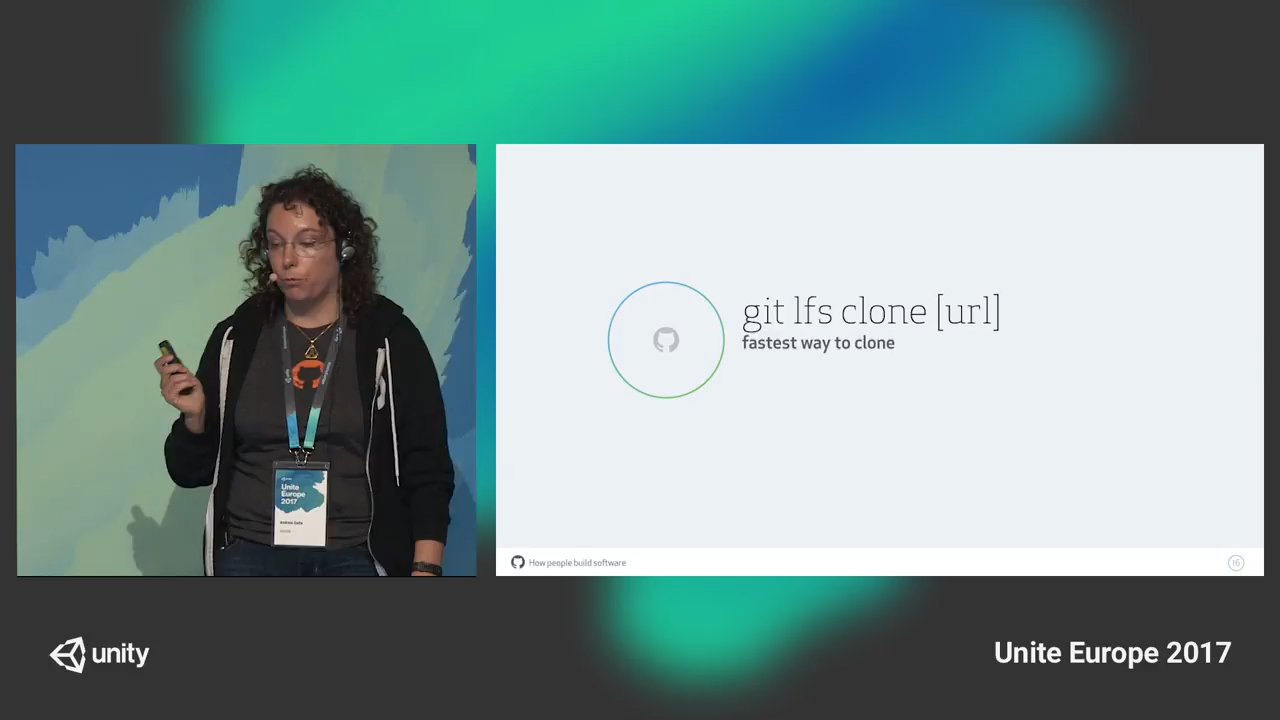 git lfs clone [url]
fastest way to clone
Unite
Europe
2017
How people build software
16
unity
Unite Europe 2017